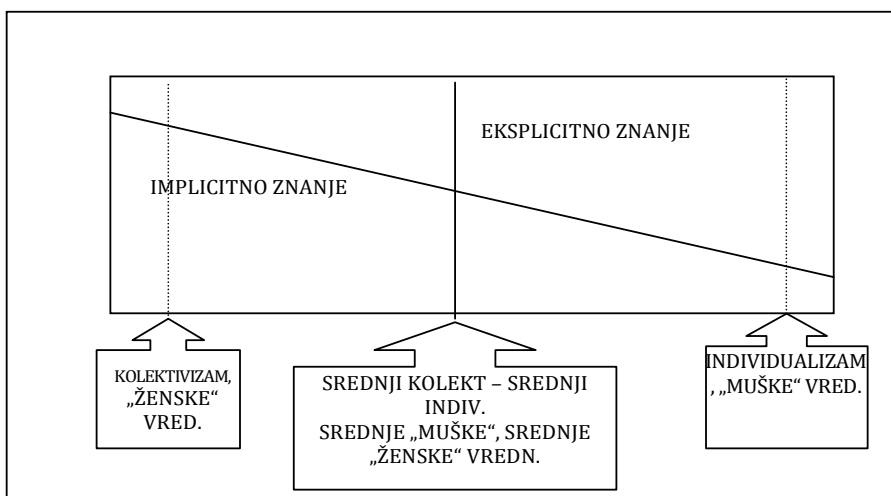 EKSPLICITNO ZNANJE
IMPLICITNO ZNANJE
KOLEKTIVIZAM,
„ŽENSKE“
VRED.
SREDNJI KOLEKT – SREDNJI
INDIV.
SREDNJE „MUŠKE“, SREDNJE
„ŽENSKE“ VREDN.
INDIVIDUALIZAM
, „MUŠKE“ VRED.